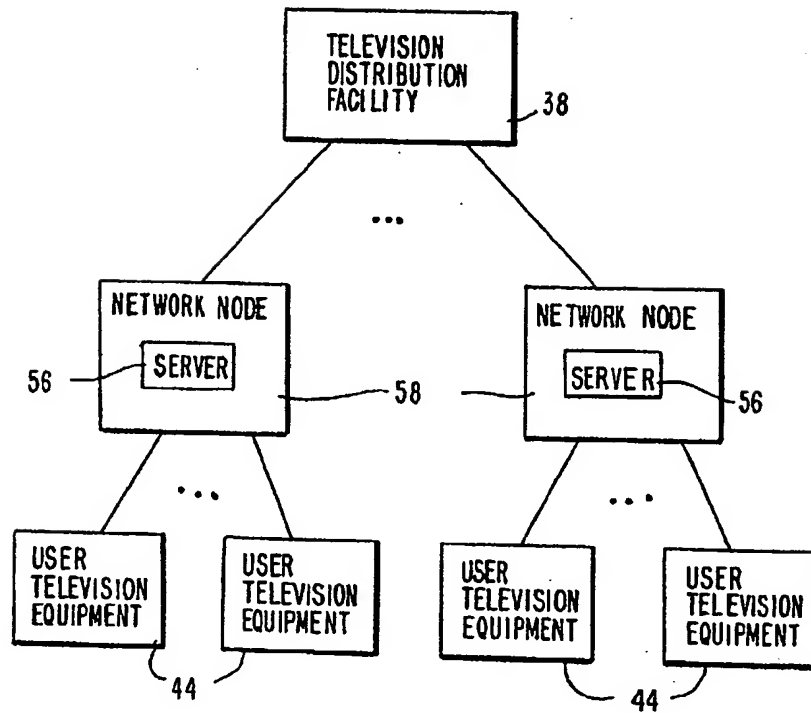 TELEVISION
DISTRIBUTION
FACILITY
38
...
NETWORK NODE
SERVER
56
58
NETWORK NODE
SERVER
56
...
...
USER
TELEVISION
EQUIPMENT
USER
TELEVISION
EQUIPMENT
44
USER
TELEVISION
EQUIPMENT
USER
TELEVISION
EQUIPMENT
44